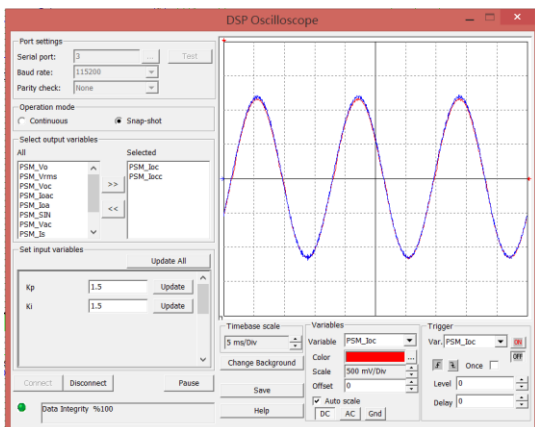 DSP Oscilloscope
Port settings
Serial port: 3 ... Test
Baud rate: 115200
Parity check: None
Operation mode
Continuous Snap-shot
Select output variables
All Selected
PSM_Vo
PSM_Vrms
PSM_Voc
PSM_Ioac
PSM_Ioa
PSM_SIN
PSM_Vac
PSM_Is
>>
<<
PSM_Ioc
PSM_Iocc
Set input variables
Update All
Kp 1.5 Update
Ki 1.5 Update
Connect Disconnect Pause
Data Integrity %100
Timebase scale
5 ms/Div
Change Background
Save
Help
Variables
Variable PSM_Ioc
Color ...
Scale 500 mV/Div
Offset 0
Auto scale
DC AC Gnd
Trigger
Var. PSM_Ioc ON
OFF
Once
Level 0
Delay 0